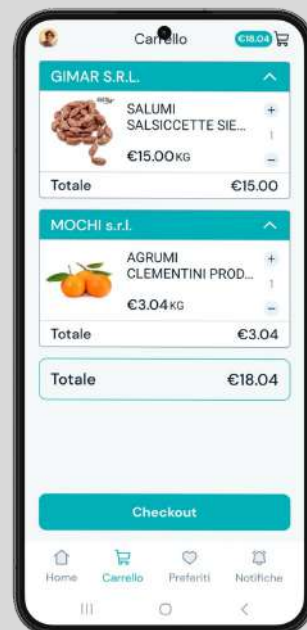 Carrello
€18.04
GIMAR S.R.L.
SALUMI
SALSICCETTE SIE...
€15.00KG
+
1
-
Totale €15.00
MOCHI s.r.l.
AGRUMI
CLEMENTINI PROD...
€3.04KG
+
1
-
Totale €3.04
Totale €18.04
Checkout
Home Carrello Preferiti Notifiche